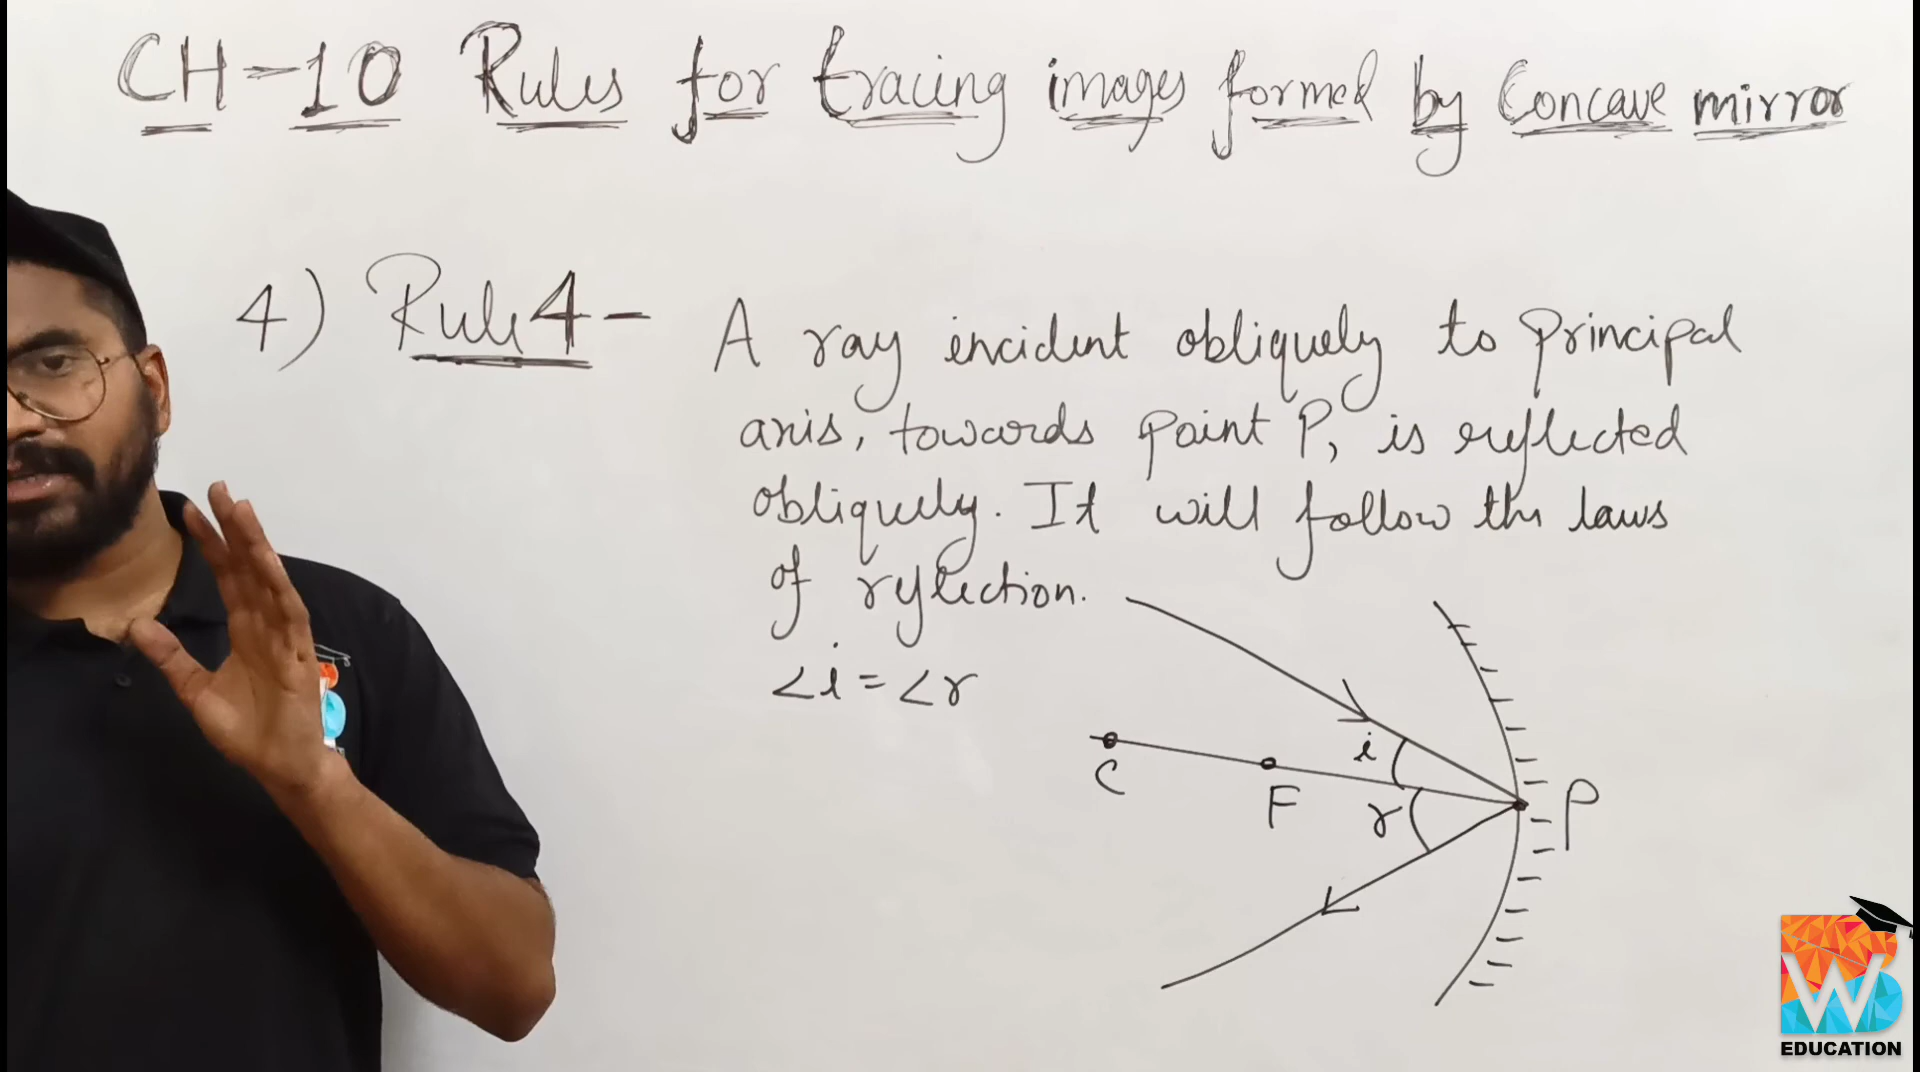 CH-10 Rules for tracing images formed by Concave mirror
4) Rule 4 - A ray incident obliquely to principal
axis, towards point P, is reflected
obliquely. It will follow the laws
of reflection.
<i = <r
i
C
F
r
P
WB
EDUCATION